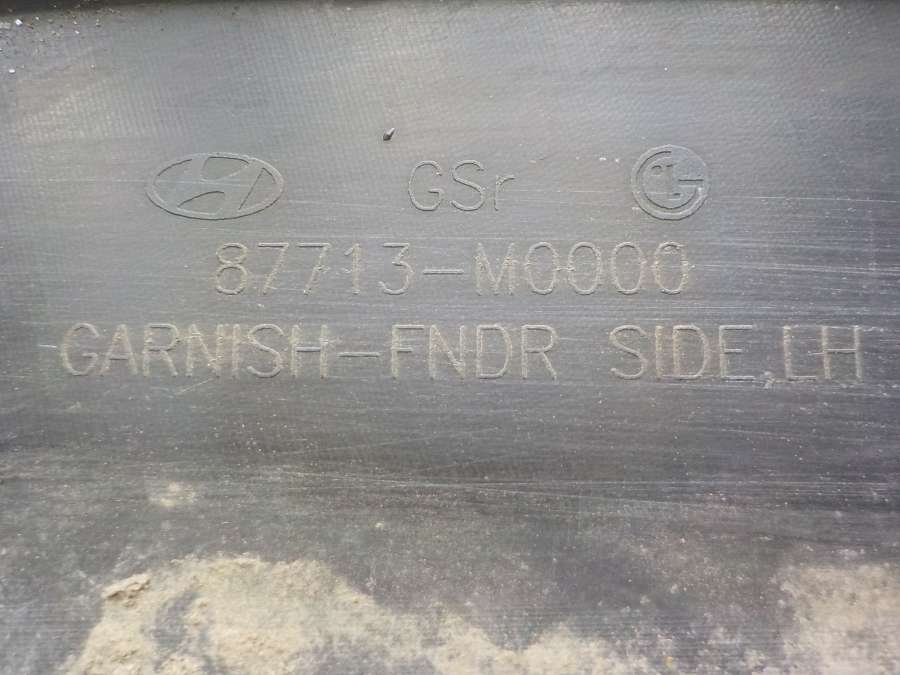 GSr
87713-M0000
GARNISH-FNDR SIDE,LH